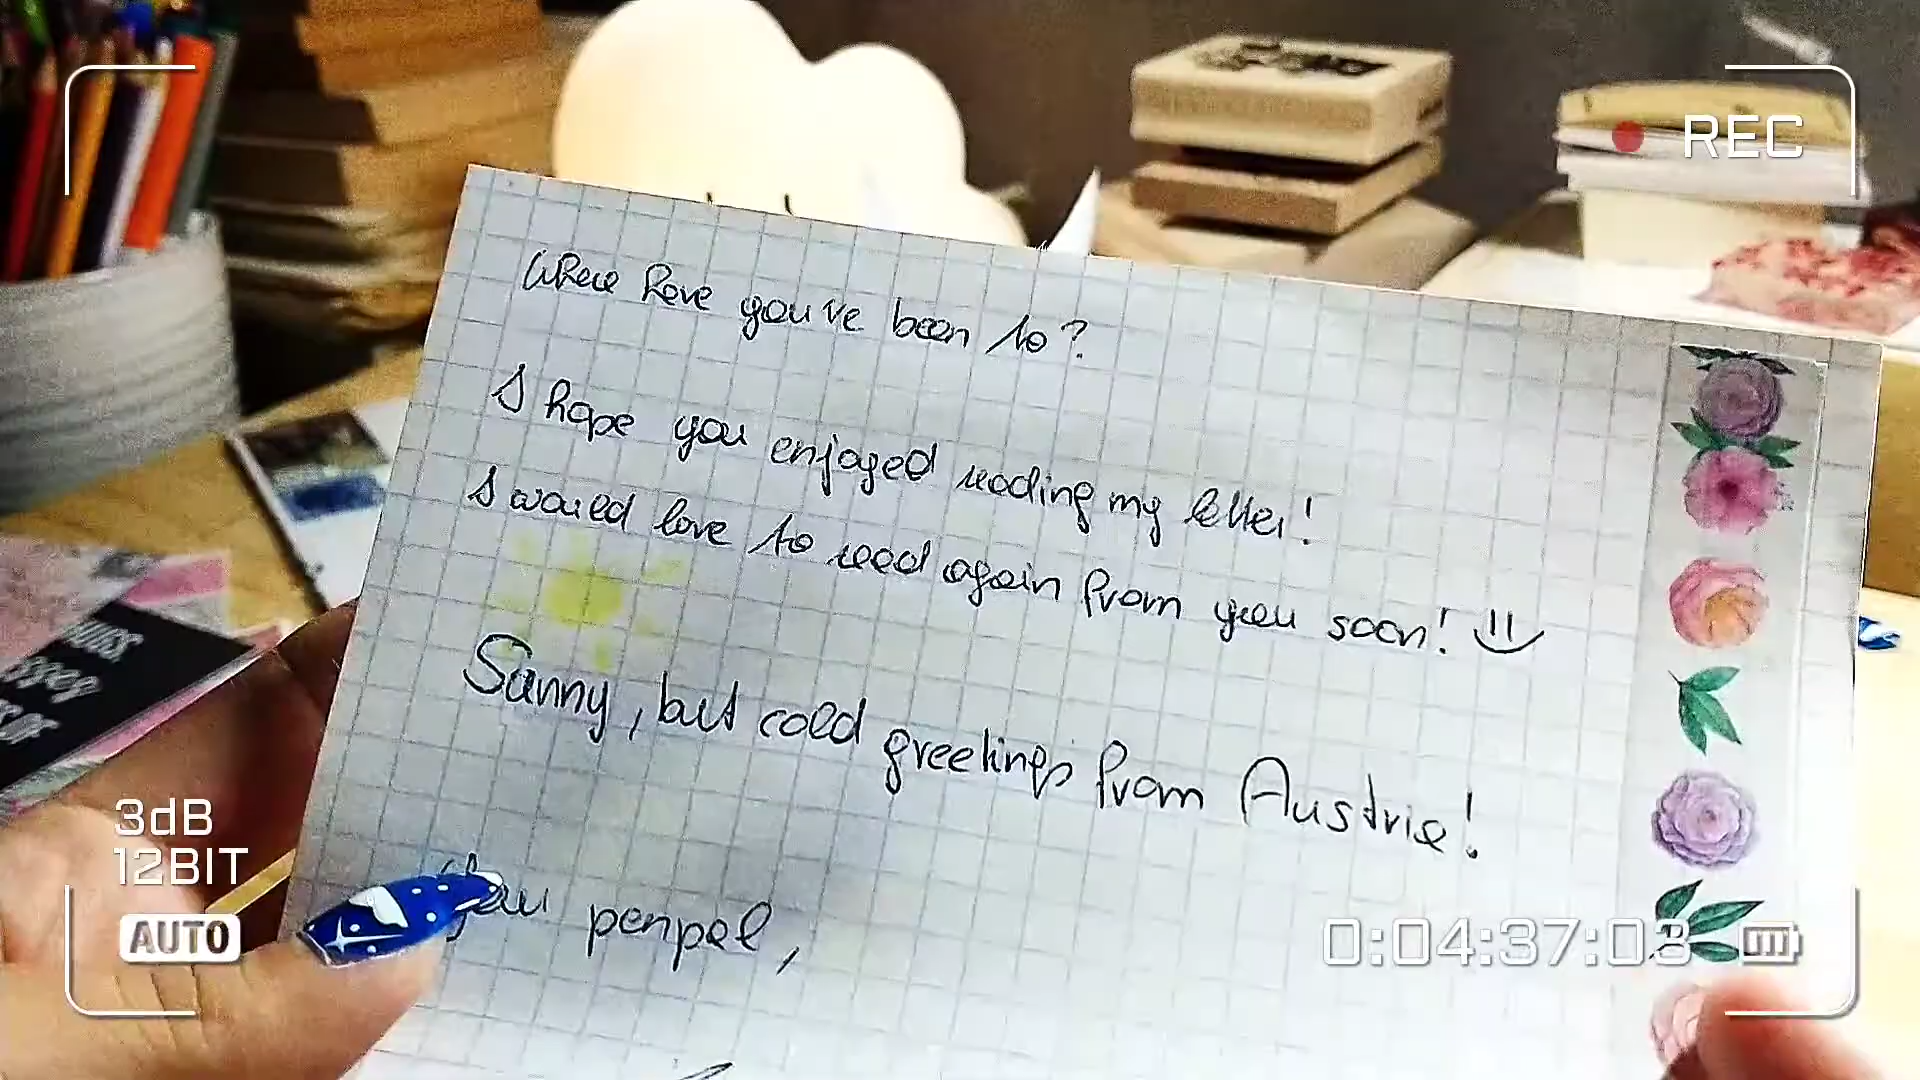 Where have you've been to?
I hope you enjoyed reading my letter!
I would love to read again from you soon! :)
Sunny, but cold greetings from Austria!
Your penpal,
REC
3dB
12BIT
AUTO
0:04:37:03